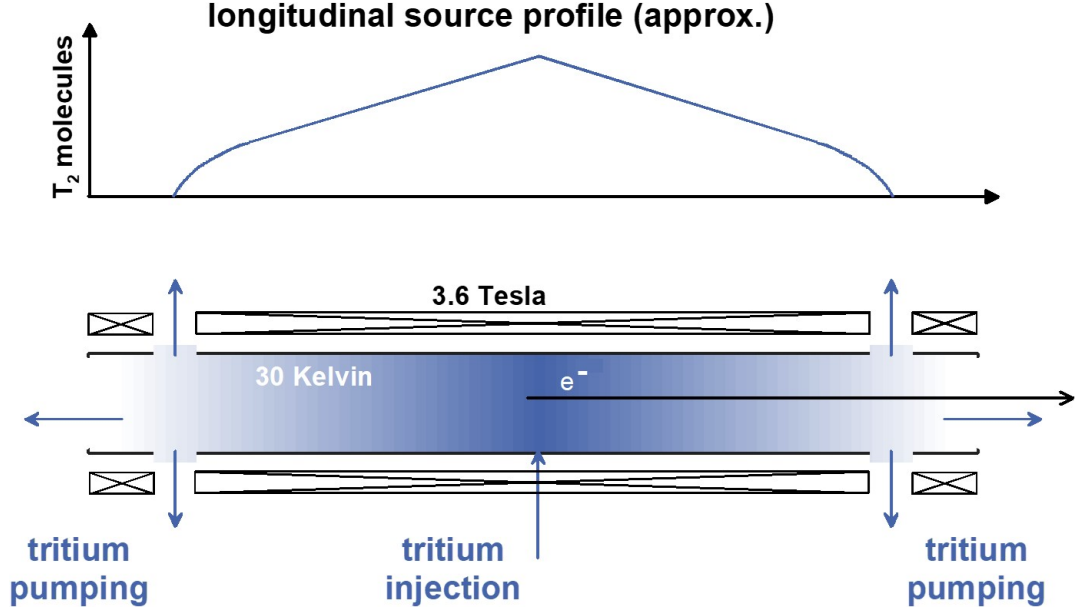 longitudinal source profile (approx.)
T₂ molecules
3.6 Tesla
30 Kelvin
e⁻
tritium
pumping
tritium
injection
tritium
pumping